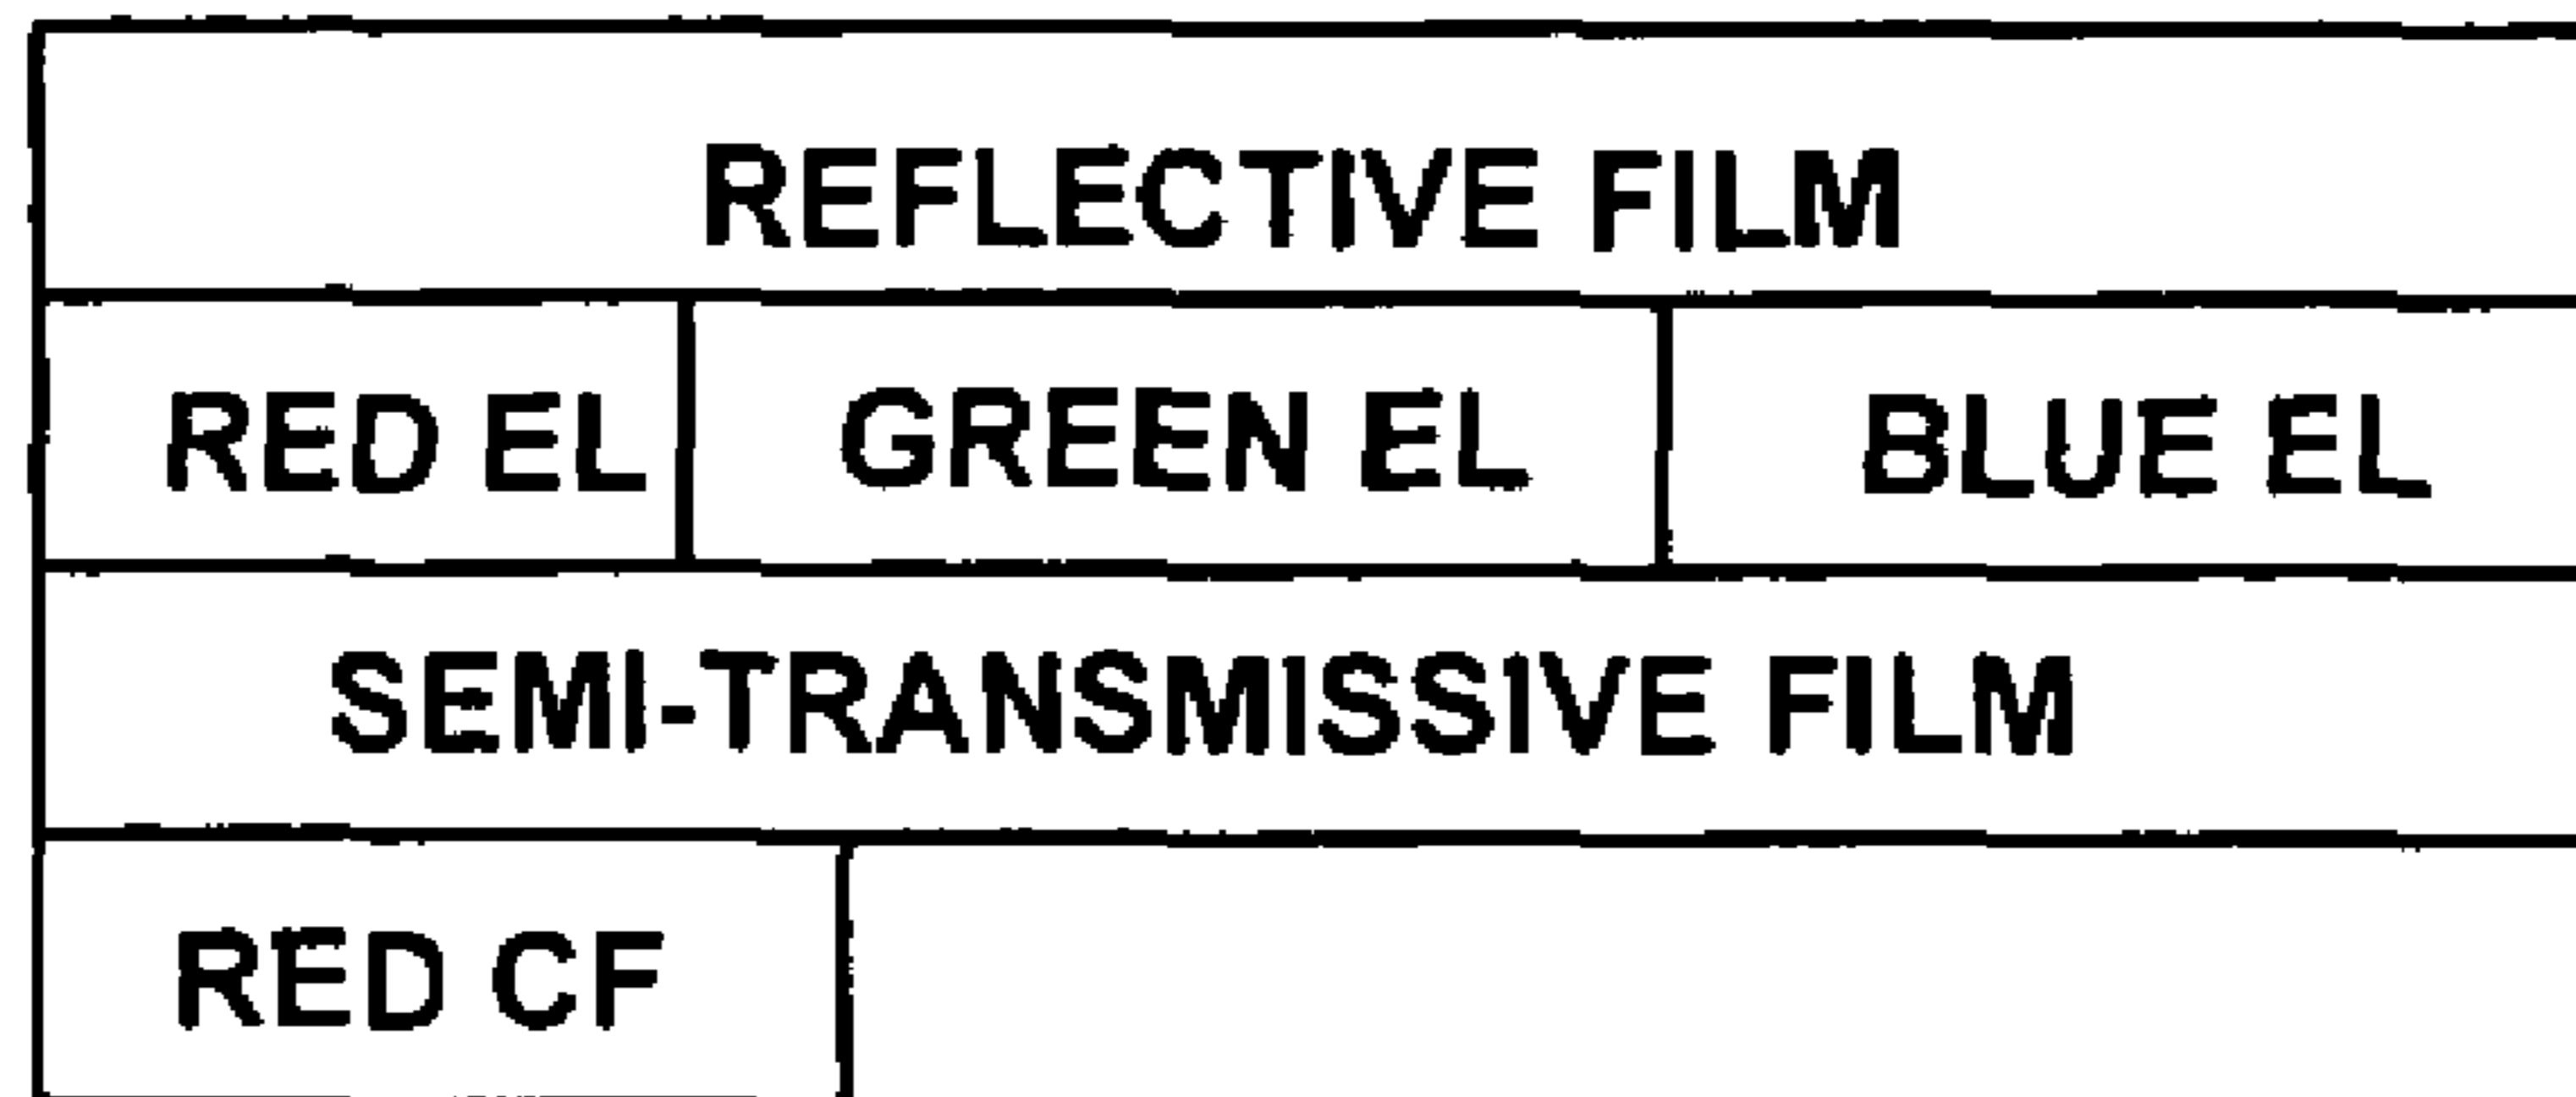 REFLECTIVE FILM
RED EL GREEN EL BLUE EL
SEMI-TRANSMISSIVE FILM
RED CF